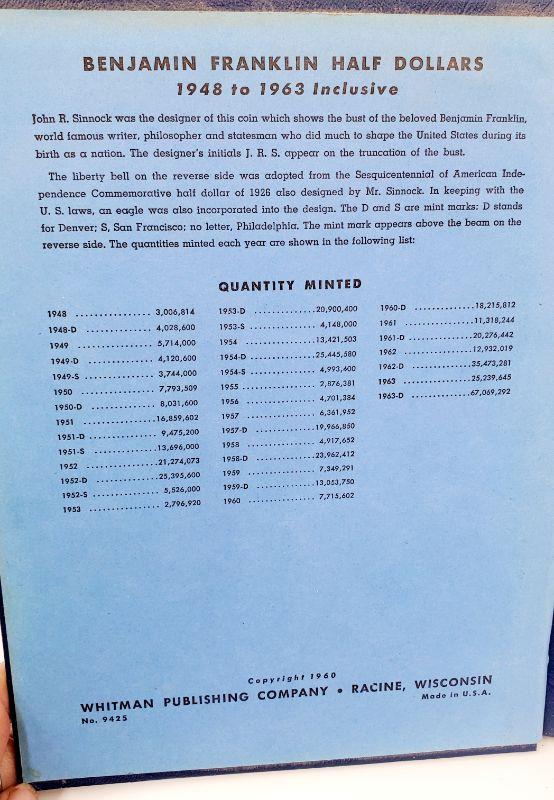 BENJAMIN FRANKLIN HALF DOLLARS
1948 to 1963 Inclusive
John R. Sinnock was the designer of this coin which shows the bust of the beloved Benjamin Franklin,
world famous writer, philosopher and statesman who did much to shape the United States during its
birth as a nation. The designer's initials J. R. S. appear on the truncation of the bust.
The liberty bell on the reverse side was adopted from the Sesquicentennial of American Inde-
pendence Commemorative half dollar of 1926 also designed by Mr. Sinnock. In keeping with the
U. S. laws, an eagle was also incorporated into the design. The D and S are mint marks: D stands
for Denver; S, San Francisco; no letter, Philadelphia. The mint mark appears above the beam on the
reverse side. The quantities minted each year are shown in the following list:
QUANTITY MINTED
1948 ................ 3,006,814
1948-D .............. 4,028,600
1949 ................ 5,714,000
1949-D .............. 4,120,600
1949-S .............. 3,744,000
1950 ................ 7,793,509
1950-D .............. 8,031,600
1951 ................16,859,602
1951-D .............. 9,475,200
1951-S ..............13,696,000
1952 ................21,274,073
1952-D ..............25,395,600
1952-S .............. 5,526,000
1953 ................ 2,796,920
1953-D ..............20,900,400
1953-S .............. 4,148,000
1954 ................13,421,503
1954-D ..............25,445,580
1954-S .............. 4,993,400
1955 ................ 2,876,381
1956 ................ 4,701,384
1957 ................ 6,361,952
1957-D ..............19,966,850
1958 ................ 4,917,652
1958-D ..............23,962,412
1959 ................ 7,349,291
1959-D ..............13,053,750
1960 ................ 7,715,602
1960-D ..............18,215,812
1961 ................11,318,244
1961-D ..............20,276,442
1962 ................12,932,019
1962-D ..............35,473,281
1963 ................25,239,645
1963-D ..............67,069,292
Copyright 1960
WHITMAN PUBLISHING COMPANY • RACINE, WISCONSIN
No. 9425 Made in U.S.A.